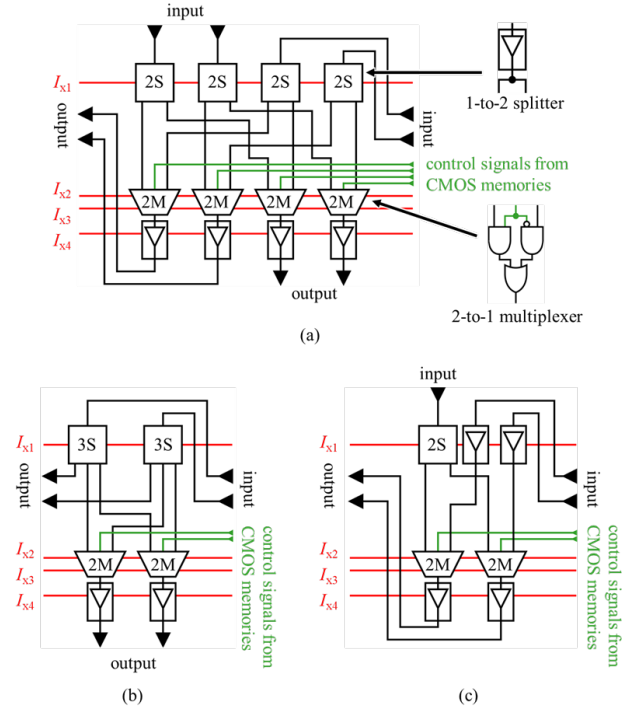 input
I_x1
2S
2S
2S
2S
1-to-2 splitter
output
input
control signals from
CMOS memories
I_x2
2M
2M
2M
2M
I_x3
I_x4
output
2-to-1 multiplexer
(a)
I_x1
3S
3S
output
input
I_x2
2M
2M
I_x3
I_x4
control signals from
CMOS memories
output
(b)
input
I_x1
2S
output
input
I_x2
2M
2M
I_x3
I_x4
control signals from
CMOS memories
(c)